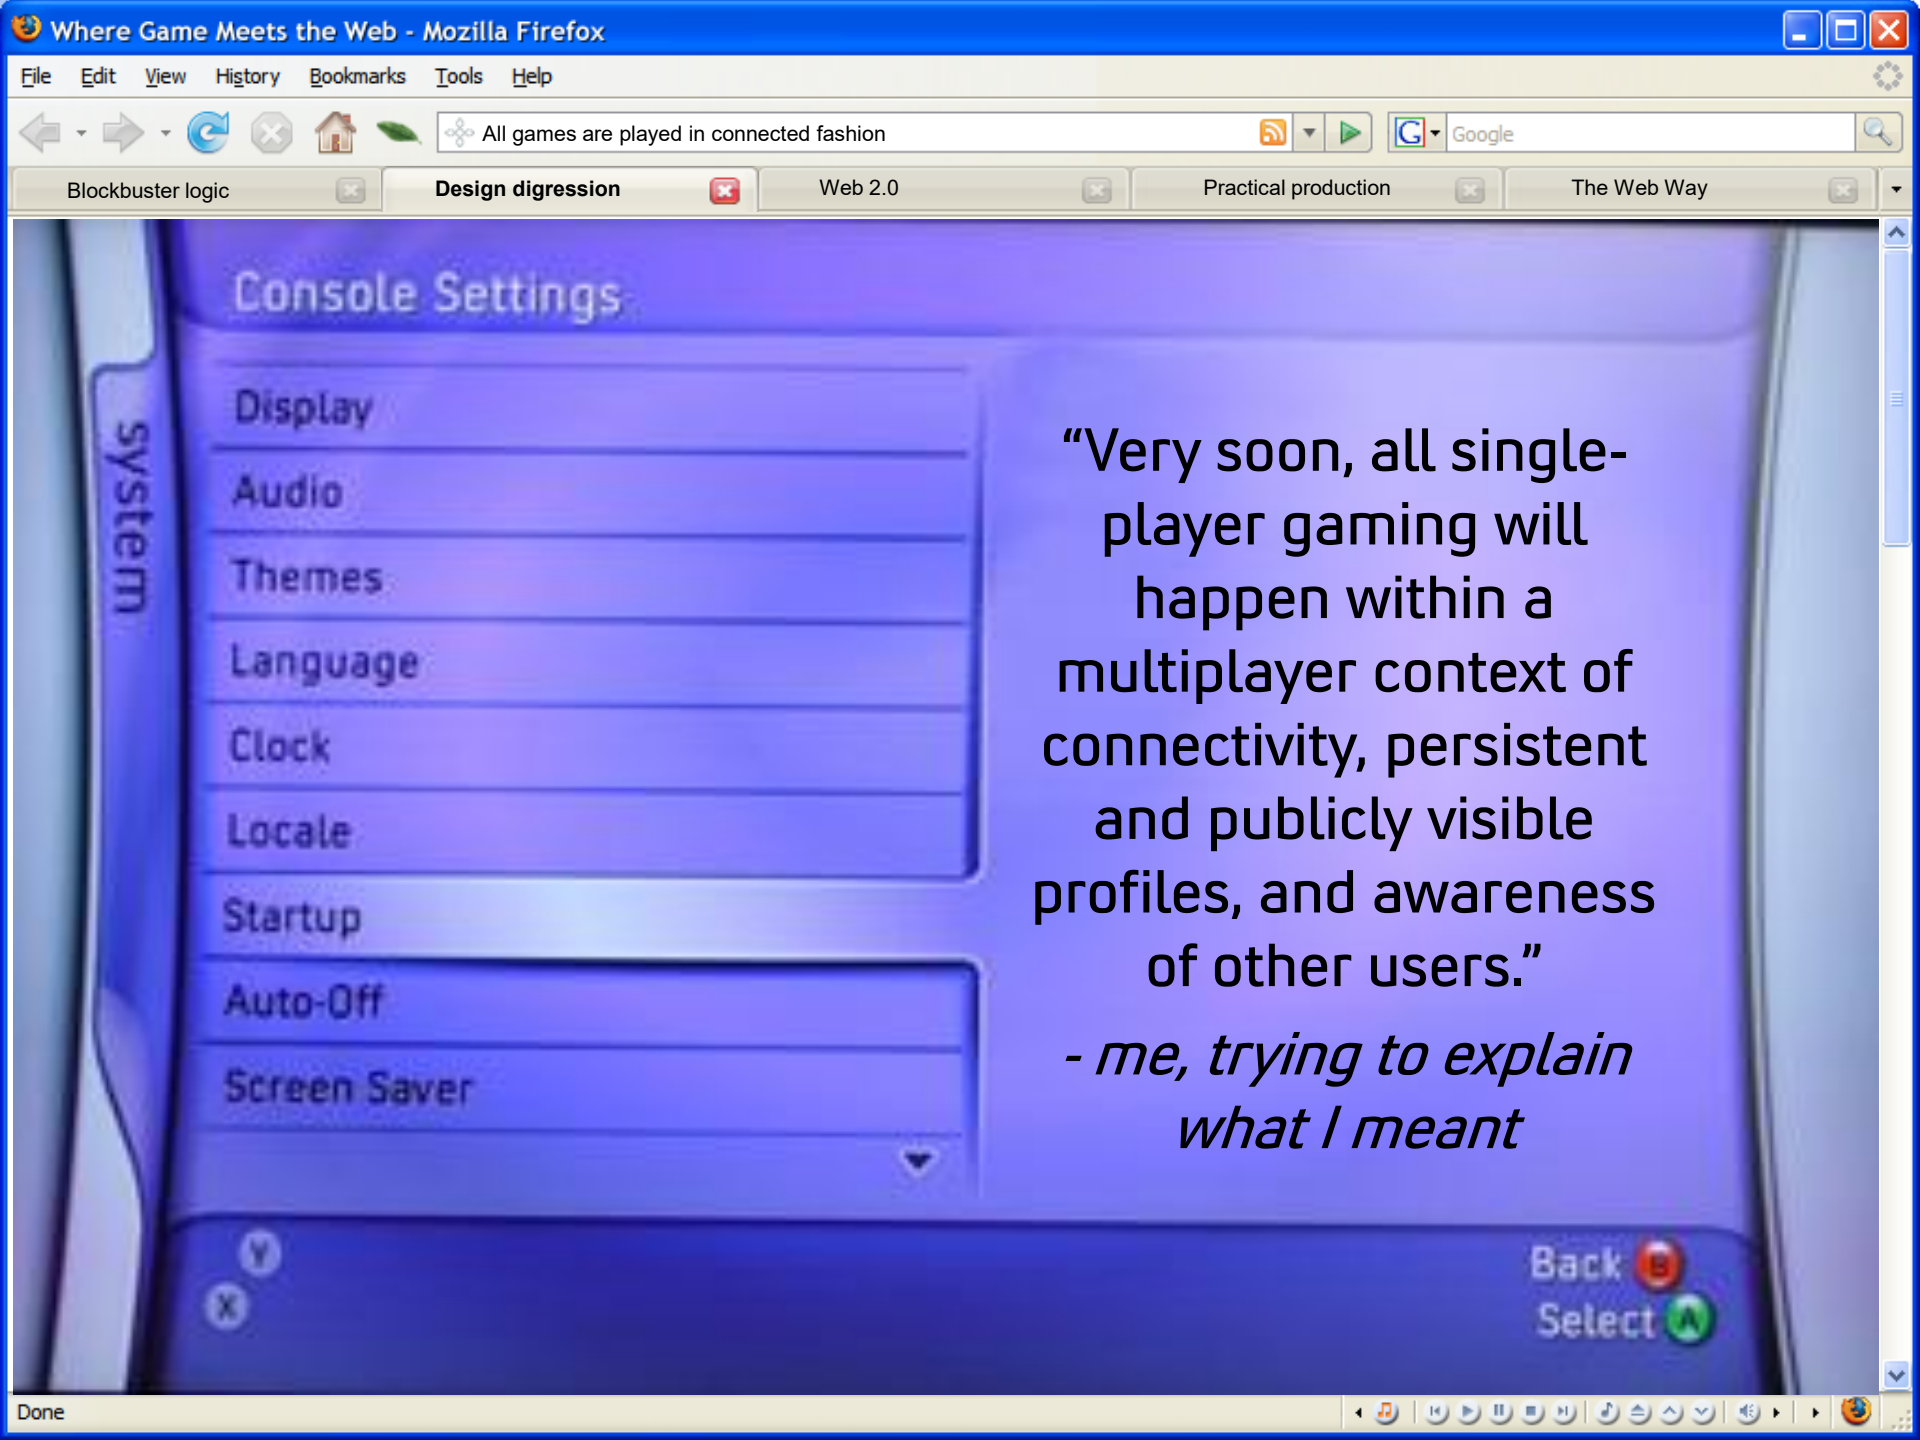 Where Game Meets the Web - Mozilla Firefox
File Edit View History Bookmarks Tools Help
All games are played in connected fashion
G Google
Blockbuster logic
Design digression
Web 2.0
Practical production
The Web Way
Console Settings
system
Display
Audio
Themes
Language
Clock
Locale
Startup
Auto-Off
Screen Saver
“Very soon, all single-
player gaming will
happen within a
multiplayer context of
connectivity, persistent
and publicly visible
profiles, and awareness
of other users.”
- me, trying to explain
what I meant
Y
X
Back B
Select A
Done